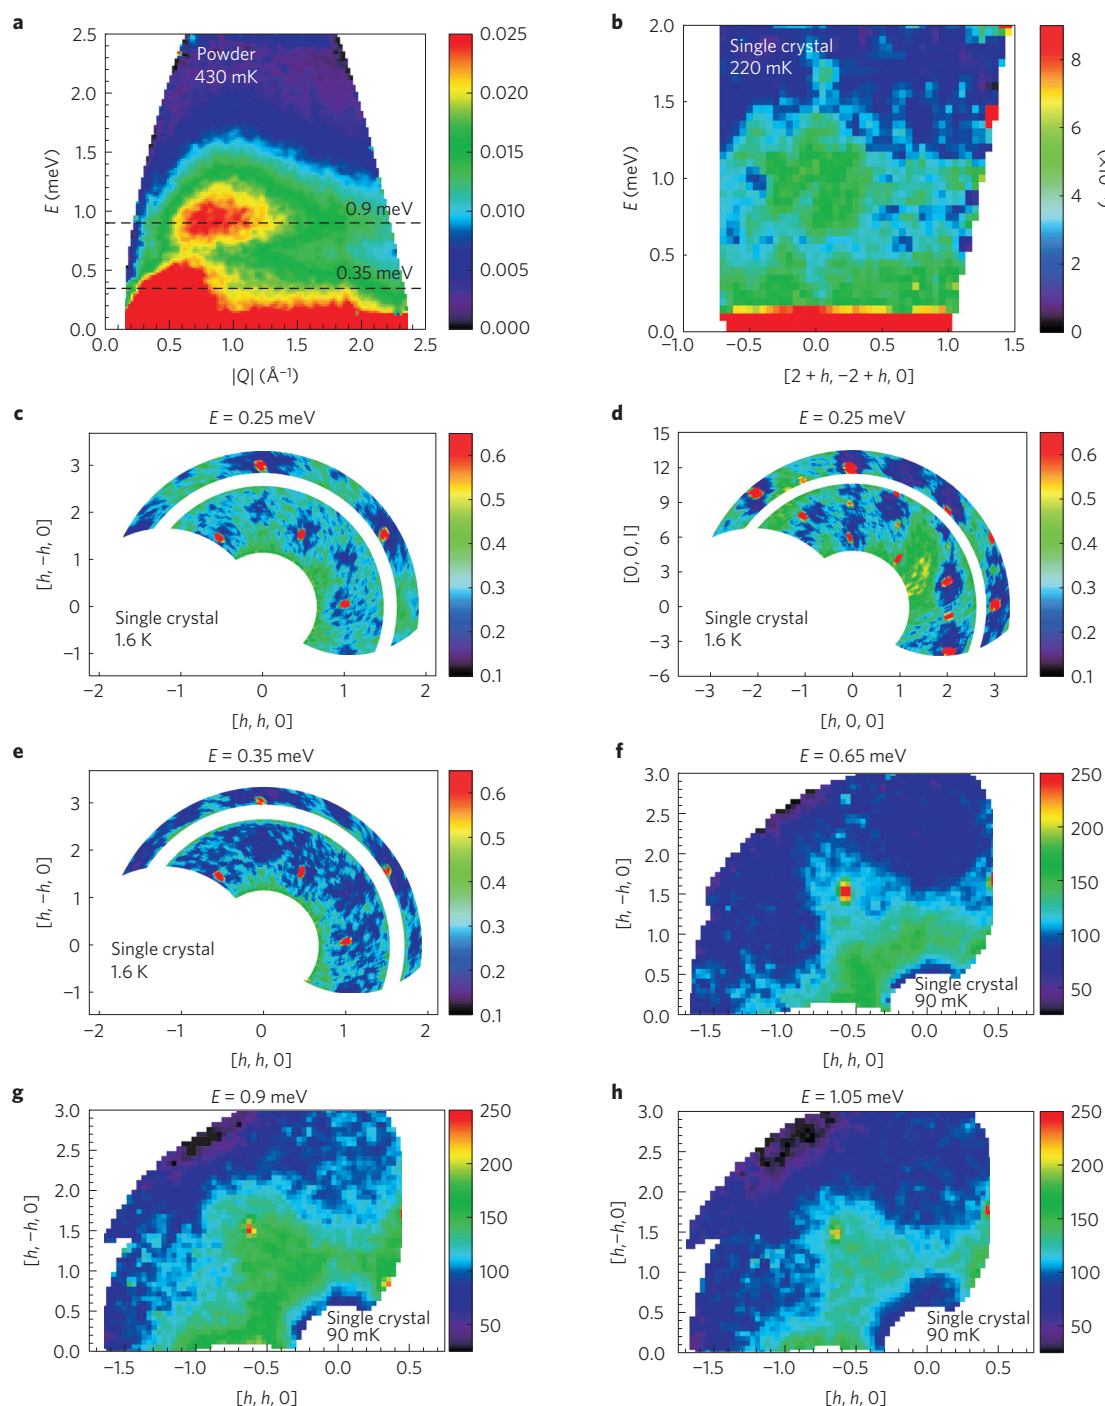 a
Powder
430 mK
2.5
2.0
1.5
1.0
0.5
0.0
E (meV)
0.9 meV
0.35 meV
0.0 0.5 1.0 1.5 2.0 2.5
|Q| (Å⁻¹)
0.025
0.020
0.015
0.010
0.005
0.000
b
Single crystal
220 mK
2.0
1.5
1.0
0.5
0.0
E (meV)
−1.0 −0.5 0.0 0.5 1.0 1.5
[2 + h, −2 + h, 0]
8
6
4
2
0
c
E = 0.25 meV
3
2
1
0
−1
[h, −h, 0]
Single crystal
1.6 K
−2 −1 0 1 2
[h, h, 0]
0.6
0.5
0.4
0.3
0.2
0.1
d
E = 0.25 meV
15
12
9
6
3
0
−3
−6
[0, 0, l]
Single crystal
1.6 K
−3 −2 −1 0 1 2 3
[h, 0, 0]
0.6
0.5
0.4
0.3
0.2
0.1
e
E = 0.35 meV
3
2
1
0
−1
[h, −h, 0]
Single crystal
1.6 K
−2 −1 0 1 2
[h, h, 0]
0.6
0.5
0.4
0.3
0.2
0.1
f
E = 0.65 meV
3.0
2.5
2.0
1.5
1.0
0.5
0.0
[h, −h, 0]
Single crystal
90 mK
−1.5 −1.0 −0.5 0.0 0.5
[h, h, 0]
250
200
150
100
50
g
E = 0.9 meV
3.0
2.5
2.0
1.5
1.0
0.5
0.0
[h, −h, 0]
Single crystal
90 mK
−1.5 −1.0 −0.5 0.0 0.5
[h, h, 0]
250
200
150
100
50
h
E = 1.05 meV
3.0
2.5
2.0
1.5
1.0
0.5
0.0
[h,−h,0]
Single crystal
90 mK
−1.5 −1.0 −0.5 0.0 0.5
[h, h, 0]
250
200
150
100
50